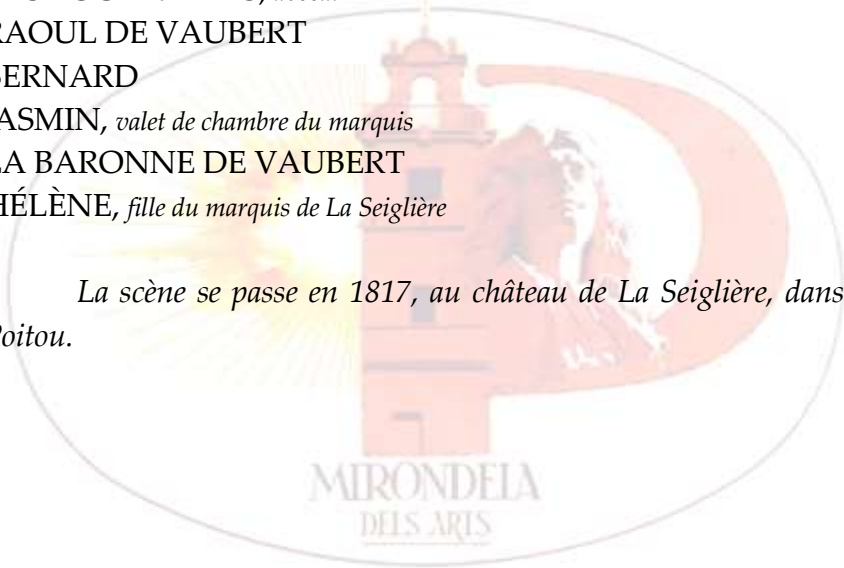 RAOUL DE VAUBERT
BERNARD
JASMIN, valet de chambre du marquis
LA BARONNE DE VAUBERT
HÉLÈNE, fille du marquis de La Seiglière
La scène se passe en 1817, au château de La Seiglière, dans
Poitou.
MIRONDELA
DELS ARTS